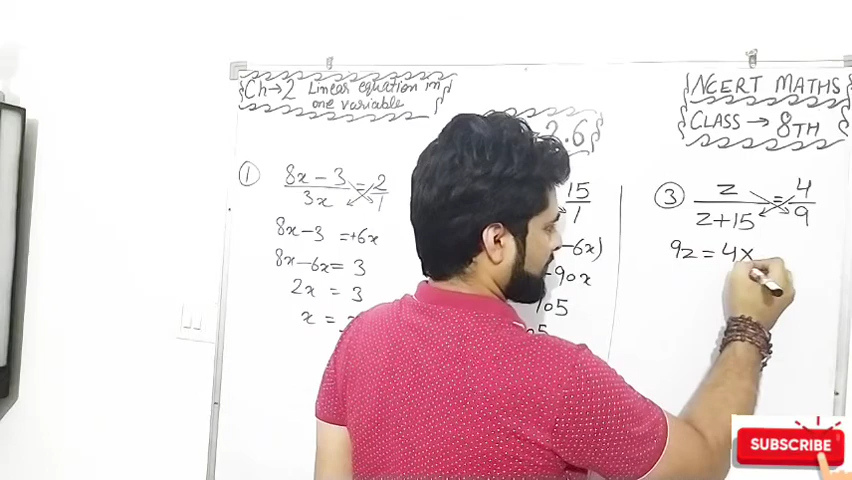 Ch→2 Linear equation in
one variable
2.6
NCERT MATHS
CLASS → 8TH
① 8x - 3 / 3x = 2 / 1
8x-3 = +6x
8x-6x = 3
2x = 3
x =
15 / 1
-6x)
-90x
105
③ z / z+15 = 4 / 9
9z = 4x
SUBSCRIBE